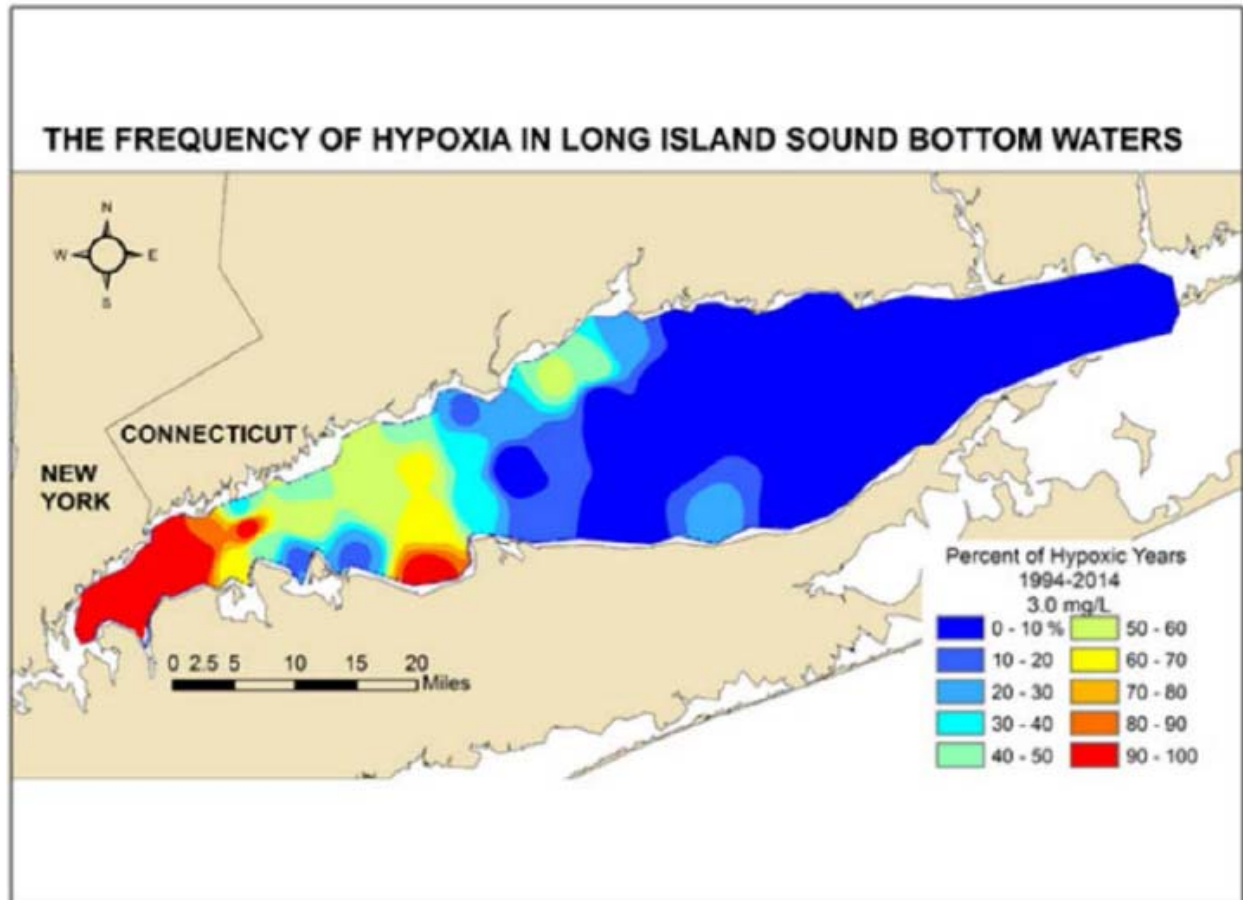 THE FREQUENCY OF HYPOXIA IN LONG ISLAND SOUND BOTTOM WATERS
N
W E
S
CONNECTICUT
NEW
YORK
0 2.5 5 10 15 20
Miles
Percent of Hypoxic Years
1994-2014
3.0 mg/L
0 - 10 % 50 - 60
10 - 20 60 - 70
20 - 30 70 - 80
30 - 40 80 - 90
40 - 50 90 - 100